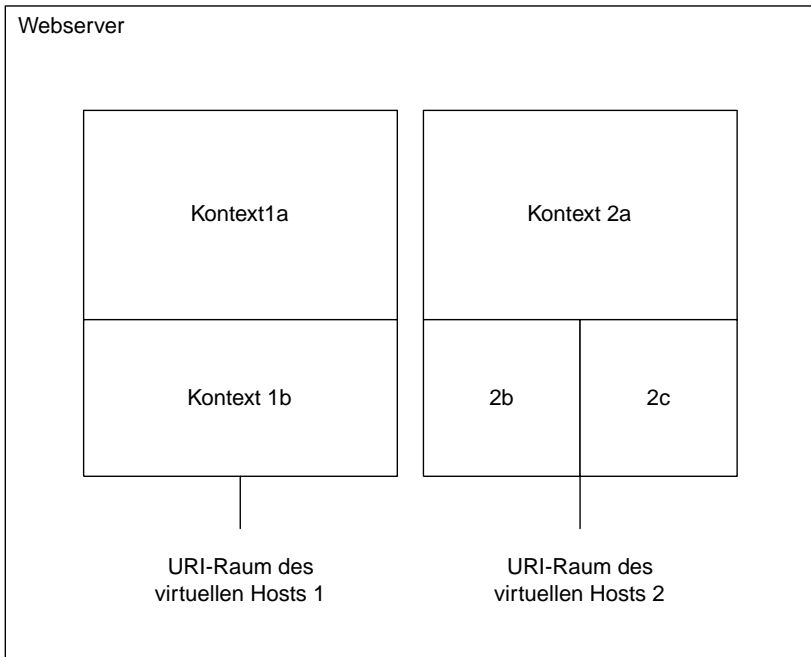 Webserver
Kontext1a
Kontext 2a
Kontext 1b
2b
2c
URI-Raum des
virtuellen Hosts 1
URI-Raum des
virtuellen Hosts 2